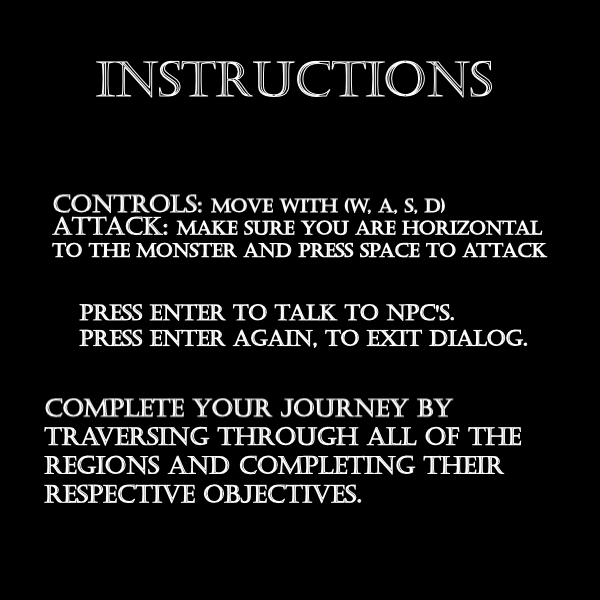 INSTRUCTIONS
CONTROLS: MOVE WITH (W, A, S, D)
ATTACK: MAKE SURE YOU ARE HORIZONTAL
TO THE MONSTER AND PRESS SPACE TO ATTACK
PRESS ENTER TO TALK TO NPC'S.
PRESS ENTER AGAIN, TO EXIT DIALOG.
COMPLETE YOUR JOURNEY BY
TRAVERSING THROUGH ALL OF THE
REGIONS AND COMPLETING THEIR
RESPECTIVE OBJECTIVES.